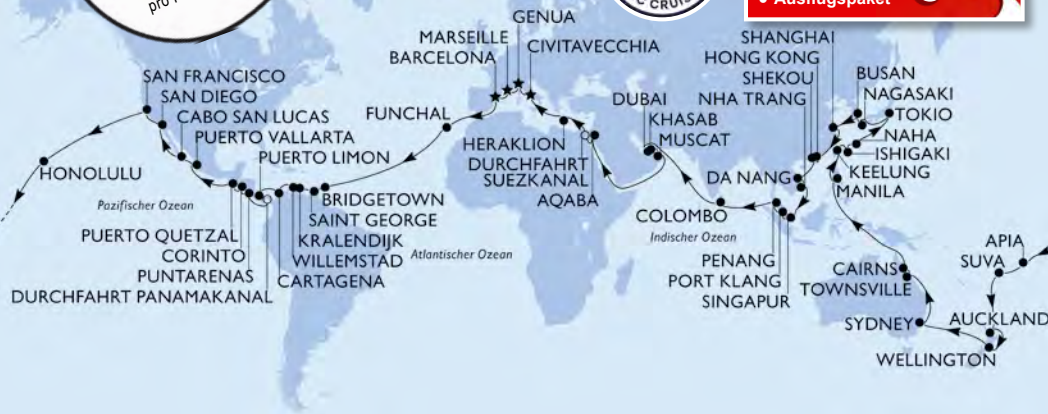 pro
C CRUIS
• Ausflugspaket
GENUA
MARSEILLE
CIVITAVECCHIA
BARCELONA
SHANGHAI
HONG KONG
SHEKOU
NHA TRANG
BUSAN
NAGASAKI
TOKIO
NAHA
ISHIGAKI
KEELUNG
MANILA
SAN FRANCISCO
SAN DIEGO
CABO SAN LUCAS
PUERTO VALLARTA
PUERTO LIMON
FUNCHAL
DUBAI
KHASAB
MUSCAT
HERAKLION
DURCHFAHRT
SUEZKANAL
AQABA
HONOLULU
Pazifischer Ozean
BRIDGETOWN
SAINT GEORGE
KRALENDIJK
WILLEMSTAD
CARTAGENA
Atlantischer Ozean
PUERTO QUETZAL
CORINTO
PUNTARENAS
DURCHFAHRT PANAMAKANAL
DA NANG
COLOMBO
Indischer Ozean
PENANG
PORT KLANG
SINGAPUR
CAIRNS
TOWNSVILLE
SYDNEY
APIA
SUVA
AUCKLAND
WELLINGTON